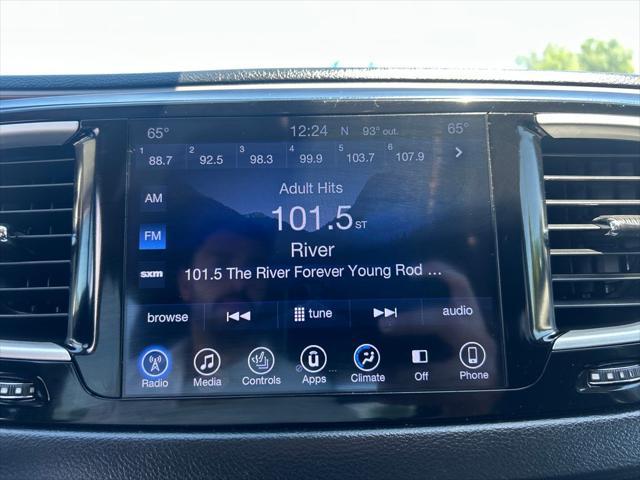 65° 12:24 N 93° out. 65°
1 88.7 2 92.5 3 98.3 4 99.9 5 103.7 6 107.9 >
Adult Hits
AM
101.5 ST
FM
River
sxm 101.5 The River Forever Young Rod ...
browse tune audio
Radio Media Controls Apps Climate Off Phone